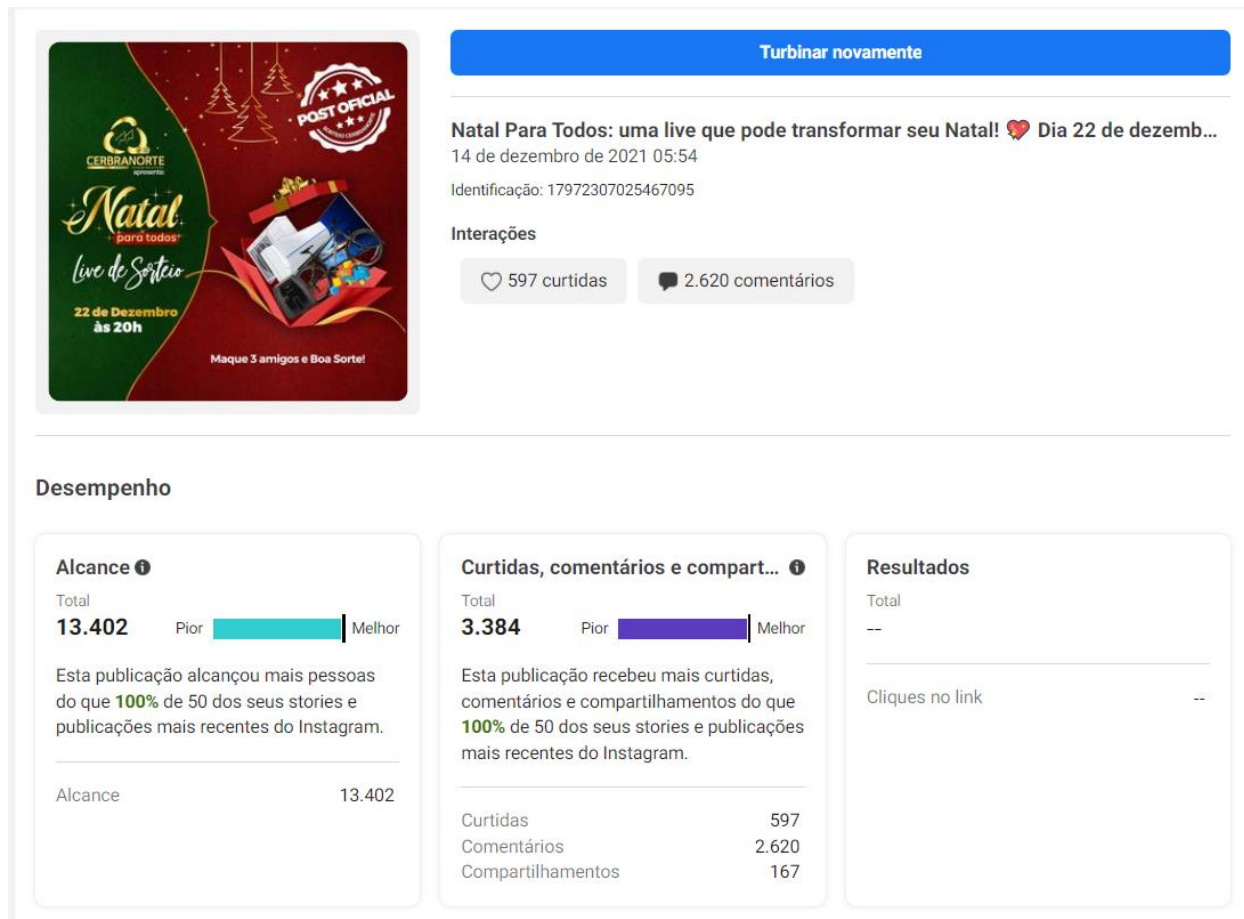 POST OFICIAL
SORTEIO CERBRANORTE
CERBRANORTE
apresenta:
Natal
para todos
Live de Sorteio
22 de Dezembro
às 20h
Maque 3 amigos e Boa Sorte!
Turbinar novamente
Natal Para Todos: uma live que pode transformar seu Natal! 💖 Dia 22 de dezemb...
14 de dezembro de 2021 05:54
Identificação: 17972307025467095
Interações
597 curtidas
2.620 comentários
Desempenho
Alcance
Total
13.402 Pior Melhor
Esta publicação alcançou mais pessoas
do que 100% de 50 dos seus stories e
publicações mais recentes do Instagram.
Alcance 13.402
Curtidas, comentários e compart...
Total
3.384 Pior Melhor
Esta publicação recebeu mais curtidas,
comentários e compartilhamentos do que
100% de 50 dos seus stories e publicações
mais recentes do Instagram.
Curtidas 597
Comentários 2.620
Compartilhamentos 167
Resultados
Total
--
Cliques no link --